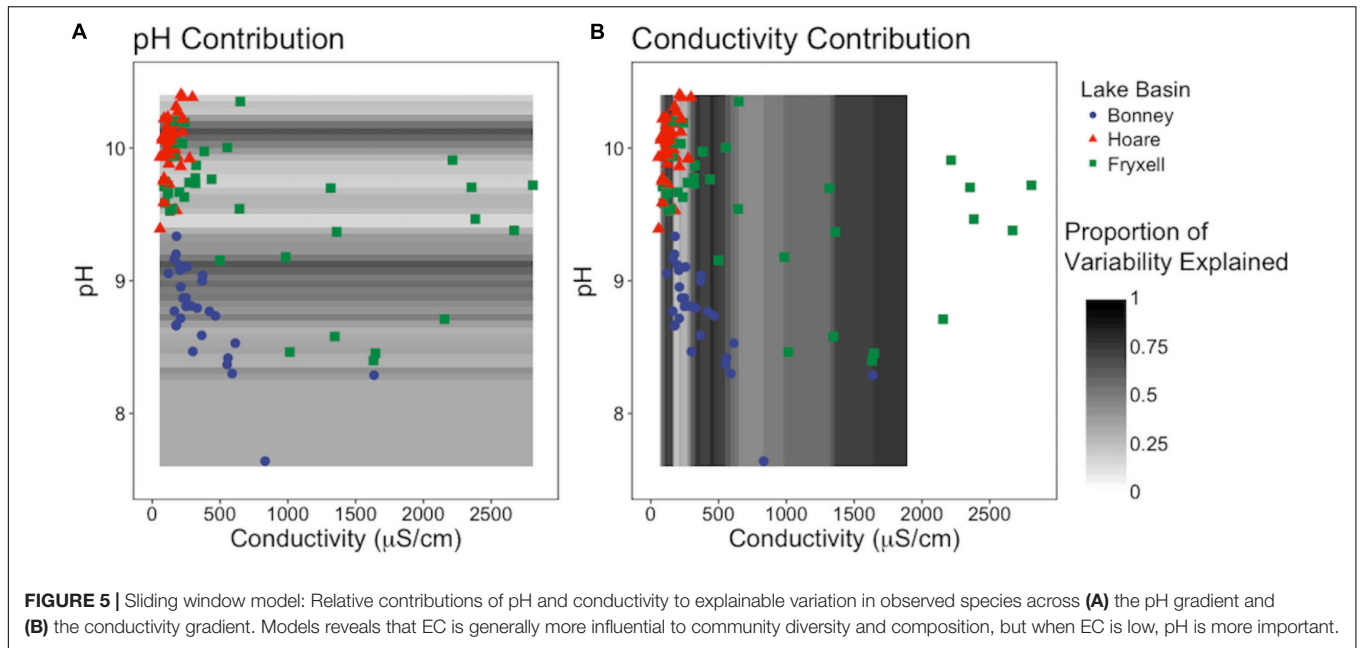 A
pH Contribution
pH
10
9
8
0 500 1000 1500 2000 2500
Conductivity (μS/cm)
B
Conductivity Contribution
pH
10
9
8
0 500 1000 1500 2000 2500
Conductivity (μS/cm)
Lake Basin
Bonney
Hoare
Fryxell
Proportion of
Variability Explained
1
0.75
0.50
0.25
0
FIGURE 5 | Sliding window model: Relative contributions of pH and conductivity to explainable variation in observed species across (A) the pH gradient and
(B) the conductivity gradient. Models reveals that EC is generally more influential to community diversity and composition, but when EC is low, pH is more important.